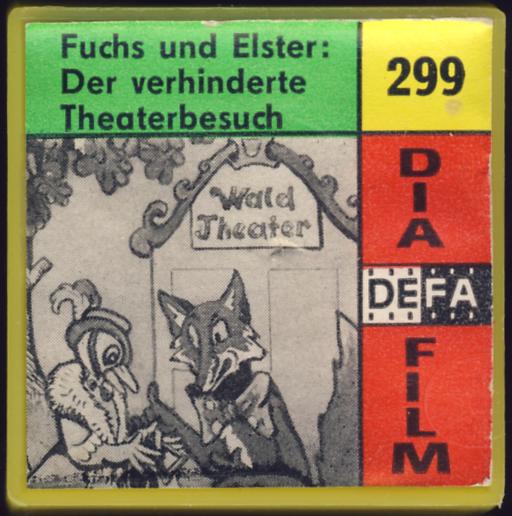 Fuchs und Elster:
Der verhinderte
Theaterbesuch
299
Wald
Theater
DIA
DEFA
FILM